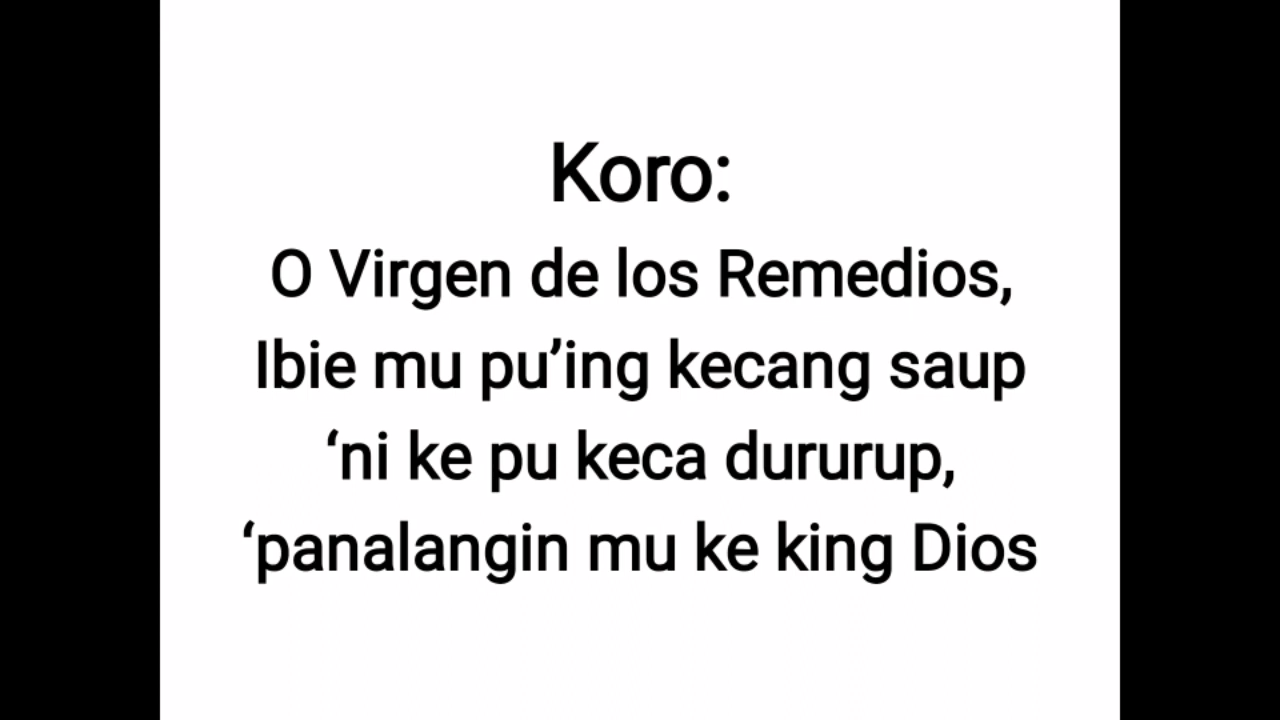 Koro:
O Virgen de los Remedios,
Ibie mu pu’ing kecang saup
‘ni ke pu keca dururup,
‘panalangin mu ke king Dios